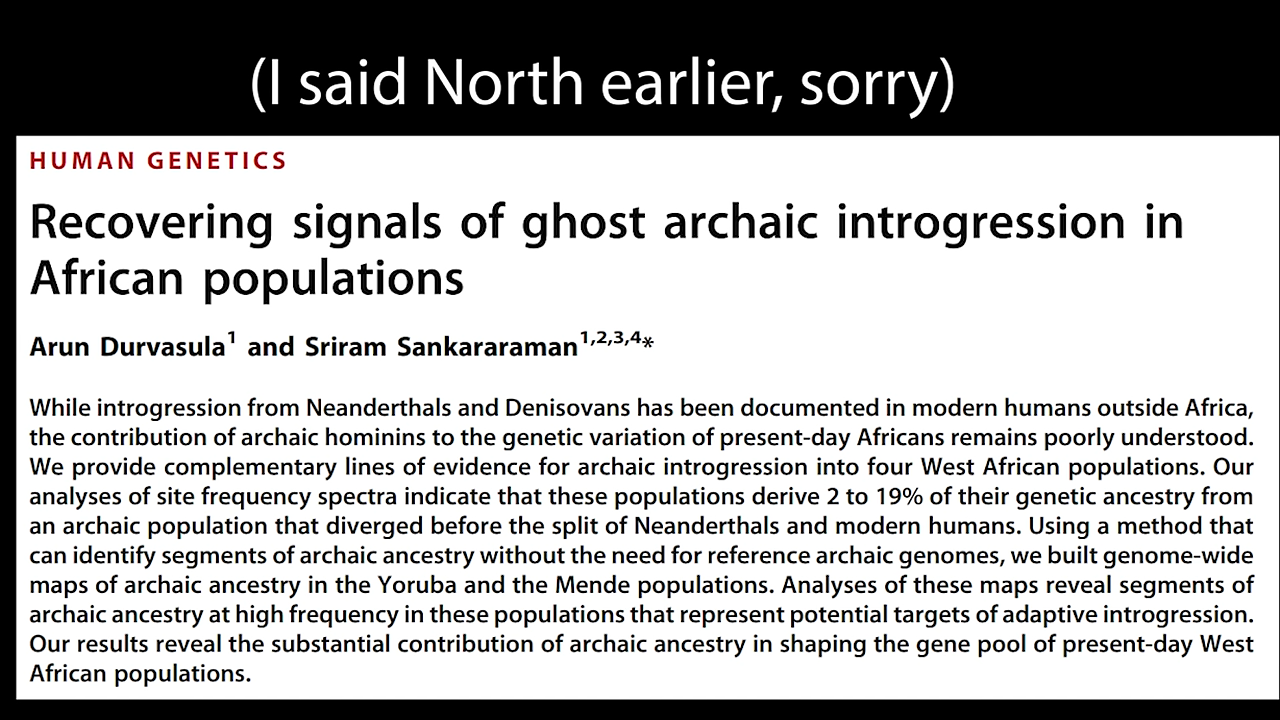 (I said North earlier, sorry)
HUMAN GENETICS
Recovering signals of ghost archaic introgression in
African populations
Arun Durvasula1 and Sriram Sankararaman1,2,3,4*
While introgression from Neanderthals and Denisovans has been documented in modern humans outside Africa,
the contribution of archaic hominins to the genetic variation of present-day Africans remains poorly understood.
We provide complementary lines of evidence for archaic introgression into four West African populations. Our
analyses of site frequency spectra indicate that these populations derive 2 to 19% of their genetic ancestry from
an archaic population that diverged before the split of Neanderthals and modern humans. Using a method that
can identify segments of archaic ancestry without the need for reference archaic genomes, we built genome-wide
maps of archaic ancestry in the Yoruba and the Mende populations. Analyses of these maps reveal segments of
archaic ancestry at high frequency in these populations that represent potential targets of adaptive introgression.
Our results reveal the substantial contribution of archaic ancestry in shaping the gene pool of present-day West
African populations.